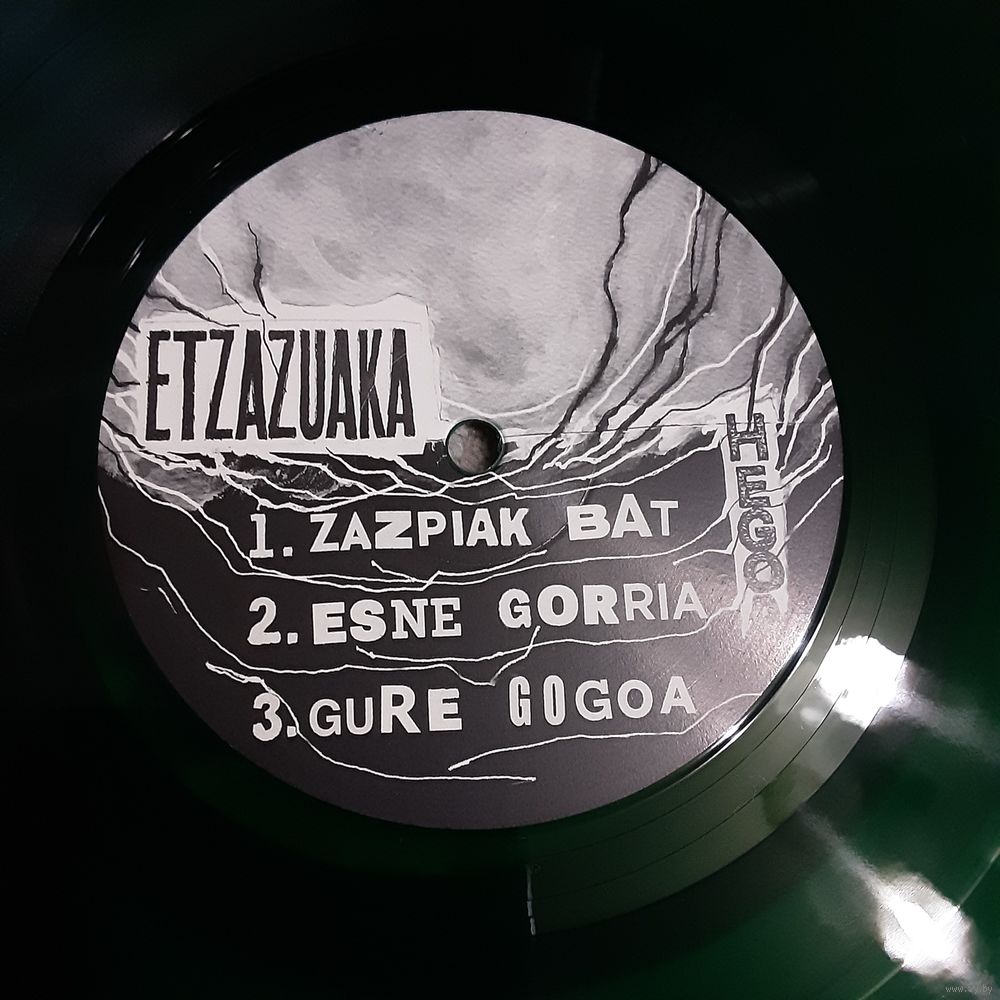 ETZAZUAKA
HEGO
1. ZAZPIAK BAT
2. ESNE GORRIA
3. GURE GOGOA